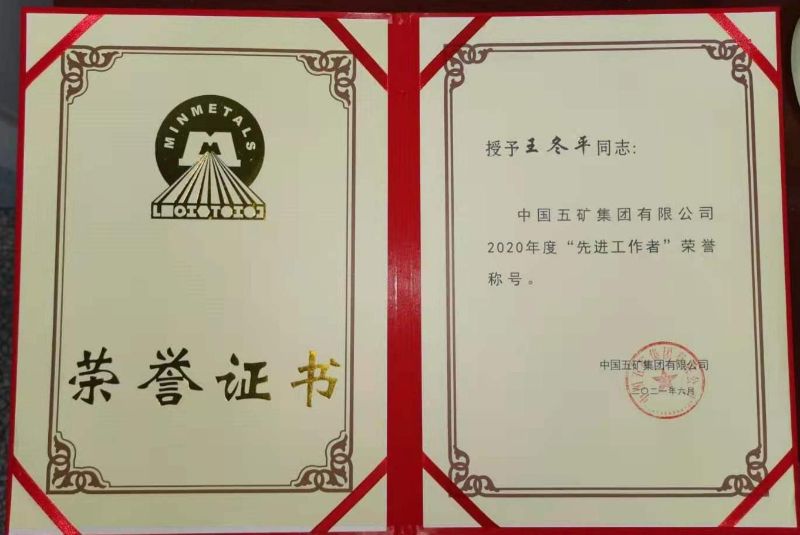 MINMETALS
荣誉证书
授予王冬平同志:
中国五矿集团有限公司
2020年度“先进工作者”荣誉
称号。
中国五矿集团有限公司
二〇二一年六月